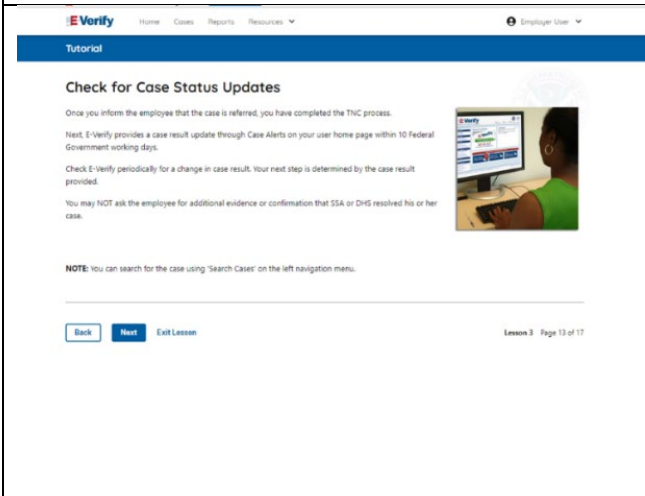 E-Verify
Home Cases Reports Resources
Employer User
Tutorial
Check for Case Status Updates
Once you inform the employee that the case is referred, you have completed the TNC process.
Next, E-Verify provides a case result update through Case Alerts on your user home page within 10 Federal
Government working days.
Check E-Verify periodically for a change in case result. Your next step is determined by the case result
provided.
You may NOT ask the employee for additional evidence or confirmation that SSA or DHS resolved his or her
case.
NOTE: You can search for the case using 'Search Cases' on the left navigation menu.
Back Next Exit Lesson
Lesson 3 Page 13 of 17